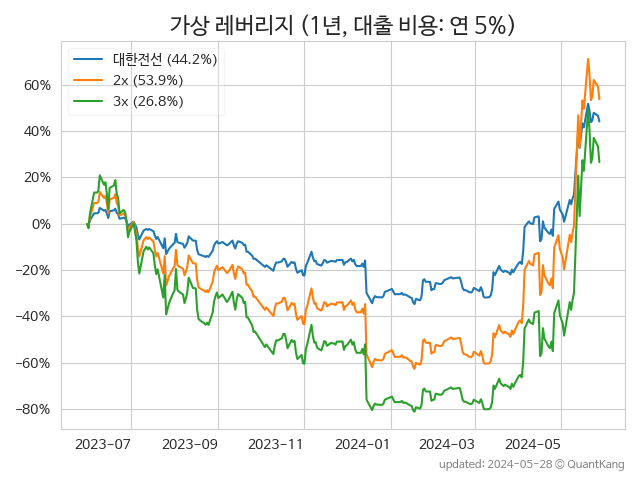 가상 레버리지 (1년, 대출 비용: 연 5%)
대한전선 (44.2%)
2x (53.9%)
3x (26.8%)
60%
40%
20%
0%
−20%
−40%
−60%
−80%
2023-07
2023-09
2023-11
2024-01
2024-03
2024-05
updated: 2024-05-28 © QuantKang